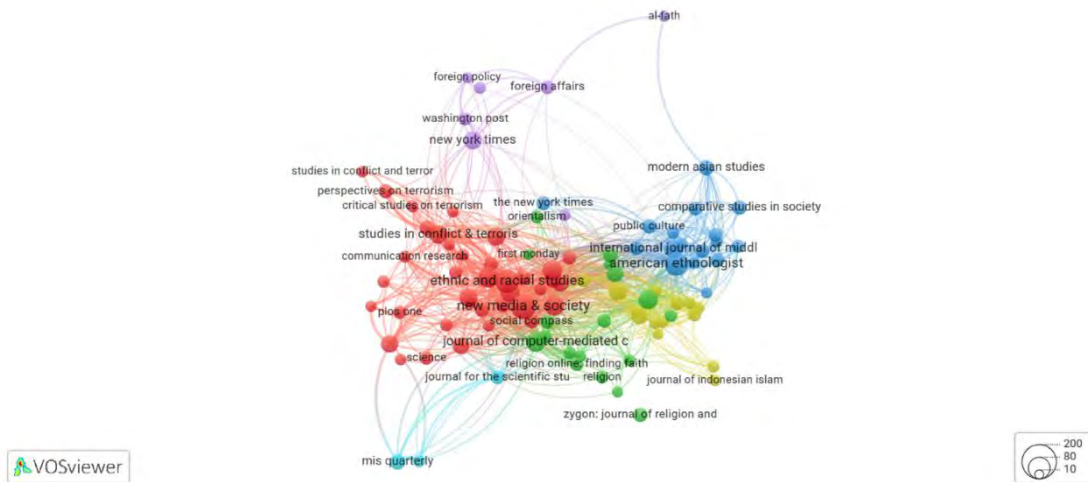 al-fath
foreign policy
foreign affairs
washington post
new york times
modern asian studies
studies in conflict and terror
perspectives on terrorism
critical studies on terrorism
the new york times
comparative studies in society
orientalism
public culture
studies in conflict & terroris
international journal of middl
first monday
communication research
american ethnologist
ethnic and racial studies
new media & society
plos one
social compass
journal of computer-mediated c
science
religion online: finding faith
journal for the scientific stu
religion
journal of indonesian islam
zygon: journal of religion and
mis quarterly
VOSviewer
200
80
10